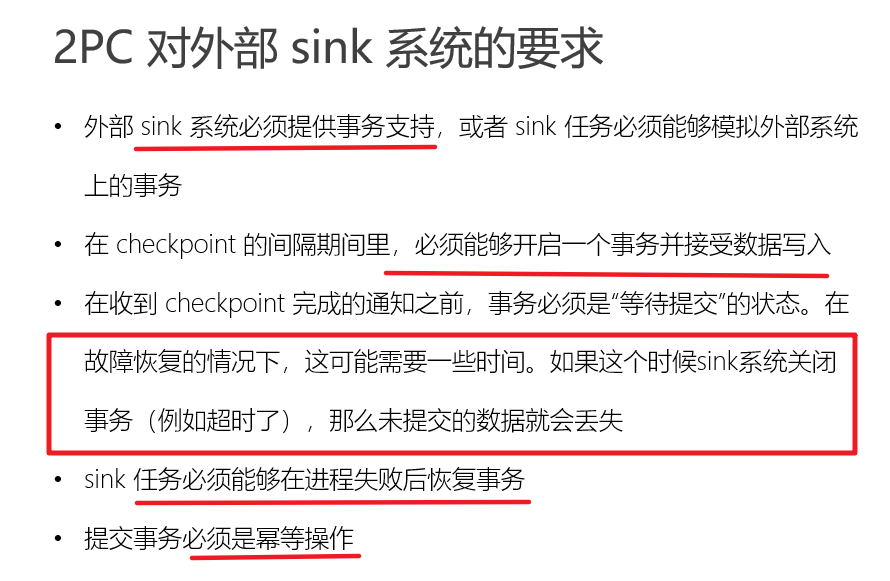 2PC 对外部 sink 系统的要求
• 外部 sink 系统必须提供事务支持，或者 sink 任务必须能够模拟外部系统
上的事务
• 在 checkpoint 的间隔期间里，必须能够开启一个事务并接受数据写入
• 在收到 checkpoint 完成的通知之前，事务必须是“等待提交”的状态。在
故障恢复的情况下，这可能需要一些时间。如果这个时候sink系统关闭
事务（例如超时了），那么未提交的数据就会丢失
• sink 任务必须能够在进程失败后恢复事务
• 提交事务必须是幂等操作